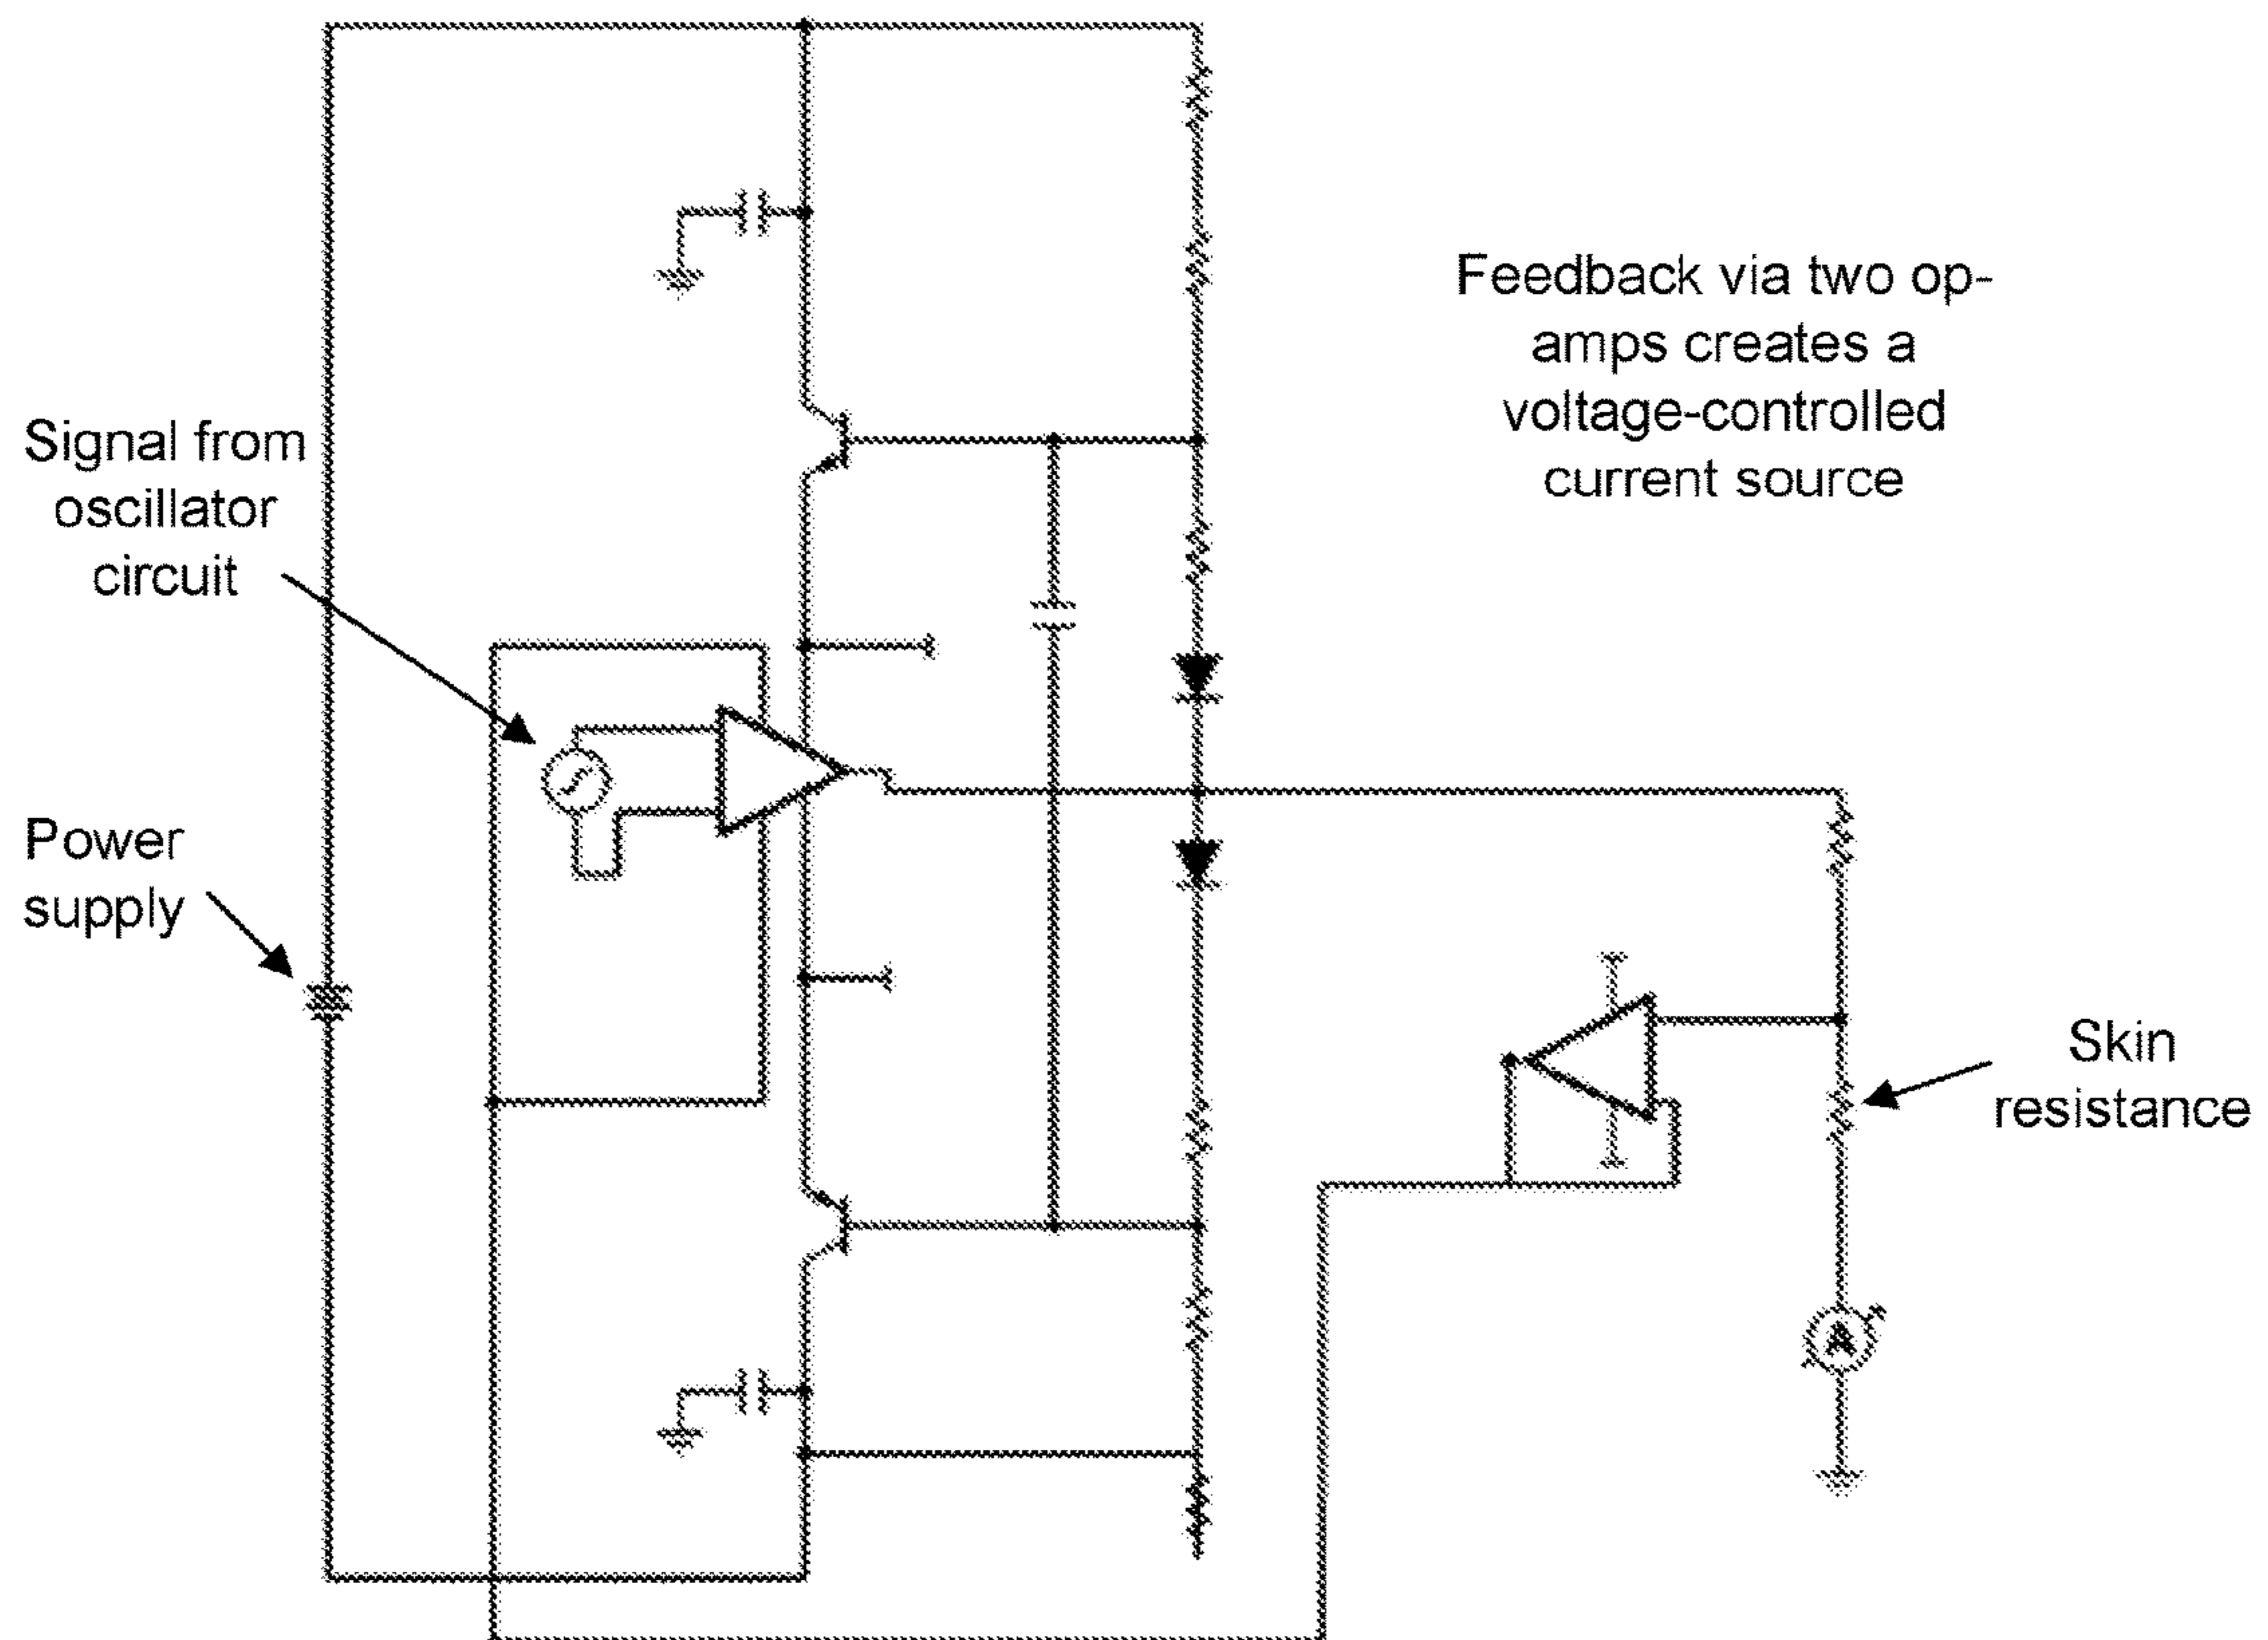 Feedback via two op-
amps creates a
voltage-controlled
current source
Signal from
oscillator
circuit
Power
supply
Skin
resistance
A